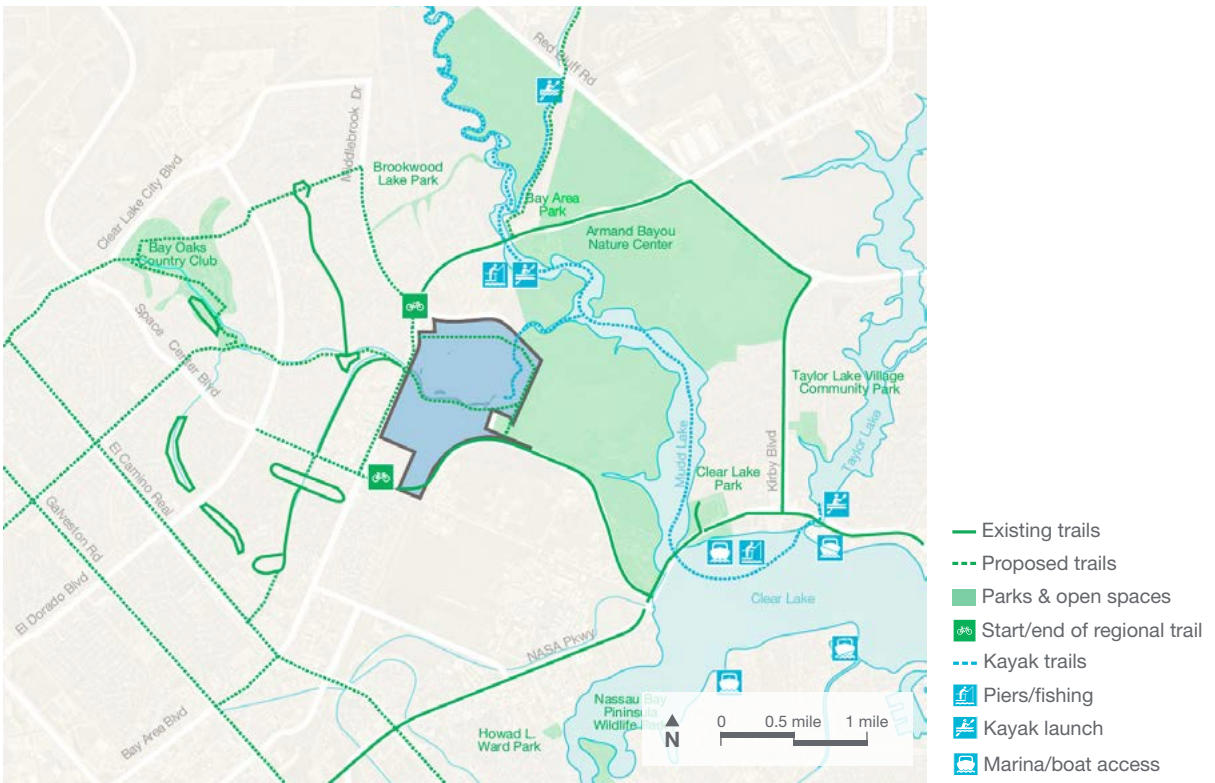 Red Bluff Rd
Middlebrook Dr
Brookwood
Lake Park
Clear Lake City Blvd
Bay Area
Park
Armand Bayou
Nature Center
Bay Oaks
Country Club
Space Center Blvd
Taylor Lake Village
Community Park
Taylor Lake
El Camino Real
Mudd Lake
Kirby Blvd
Clear Lake
Park
Galveston Rd
El Dorado Blvd
Clear Lake
NASA Pkwy
Area Blvd
Nassau Bay
Pininsula
Wildlife
Howad L.
Ward Park
N
0 0.5 mile 1 mile
Existing trails
Proposed trails
Parks & open spaces
Start/end of regional trail
Kayak trails
Piers/fishing
Kayak launch
Marina/boat access